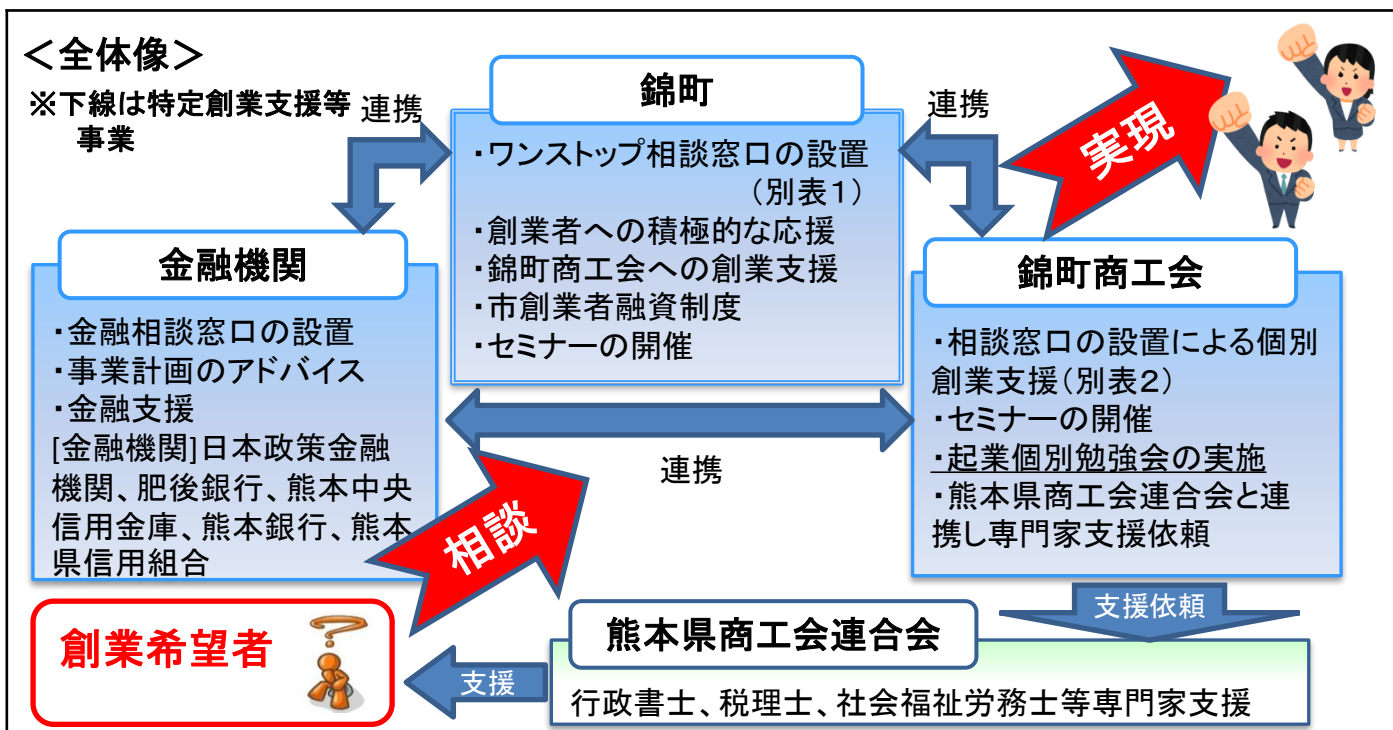 ＜全体像＞
※下線は特定創業支援等
事業
連携
錦町
・ワンストップ相談窓口の設置
（別表１）
・創業者への積極的な応援
・錦町商工会への創業支援
・市創業者融資制度
・セミナーの開催
連携
実現
金融機関
・金融相談窓口の設置
・事業計画のアドバイス
・金融支援
[金融機関]日本政策金融
機関、肥後銀行、熊本中央
信用金庫、熊本銀行、熊本
県信用組合
連携
錦町商工会
・相談窓口の設置による個別
創業支援（別表２）
・セミナーの開催
・起業個別勉強会の実施
・熊本県商工会連合会と連
携し専門家支援依頼
相談
支援依頼
創業希望者
支援
熊本県商工会連合会
行政書士、税理士、社会福祉労務士等専門家支援